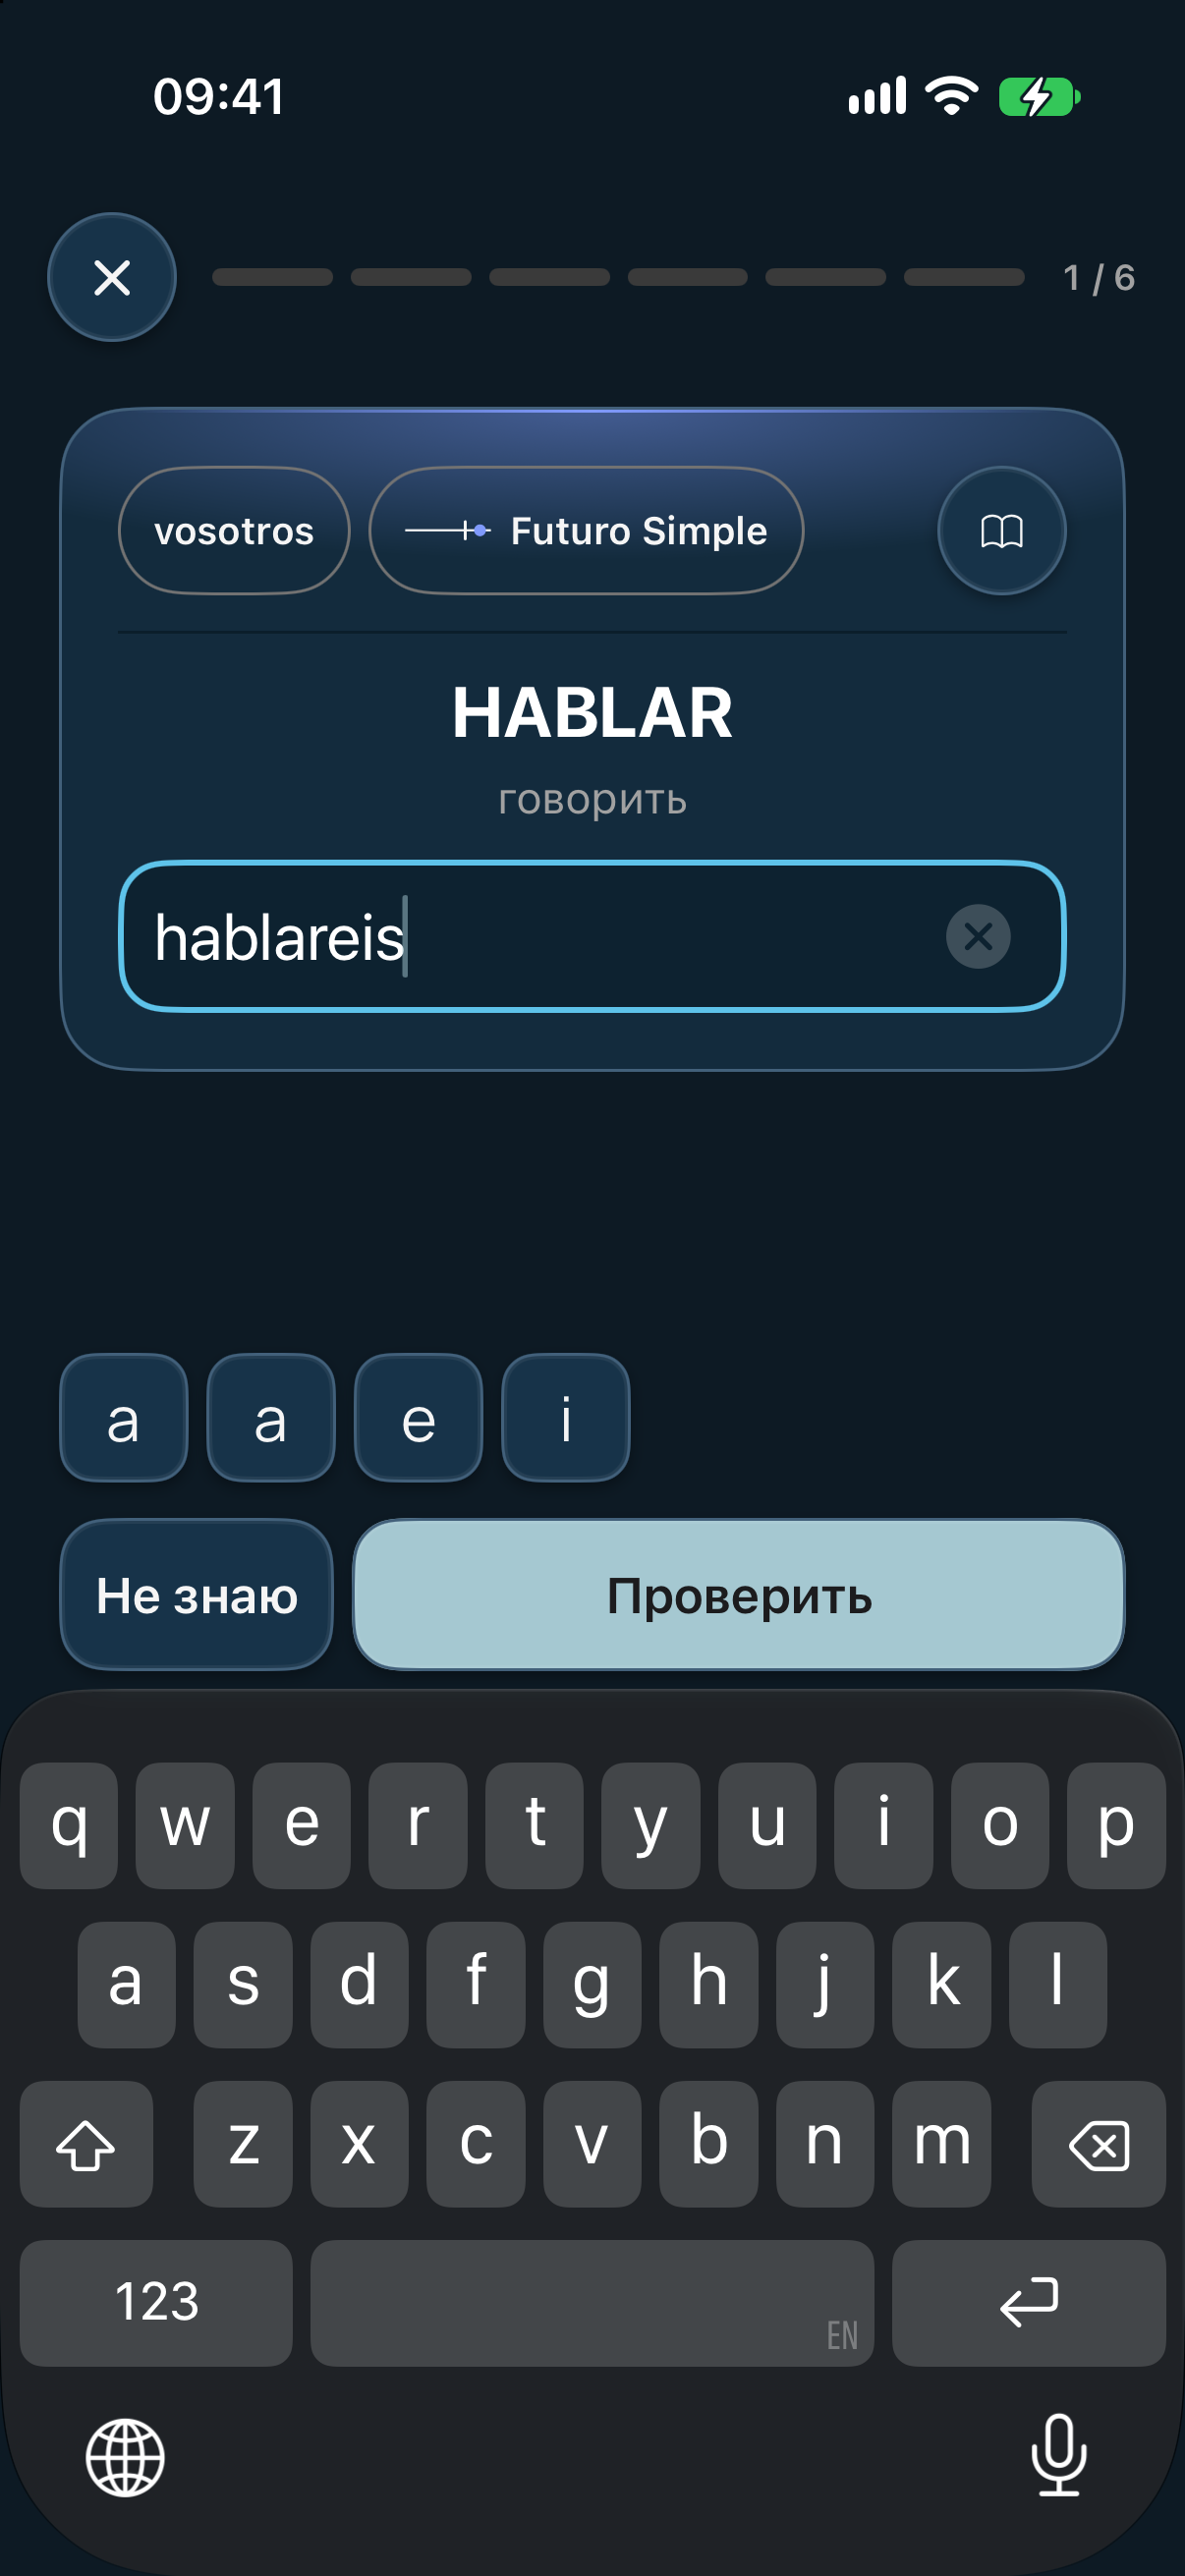 09:41
1 / 6
vosotros
Futuro Simple
HABLAR
говорить
hablareis
a a e i
Не знаю
Проверить
q w e r t y u i o p
a s d f g h j k l
z x c v b n m
123
EN